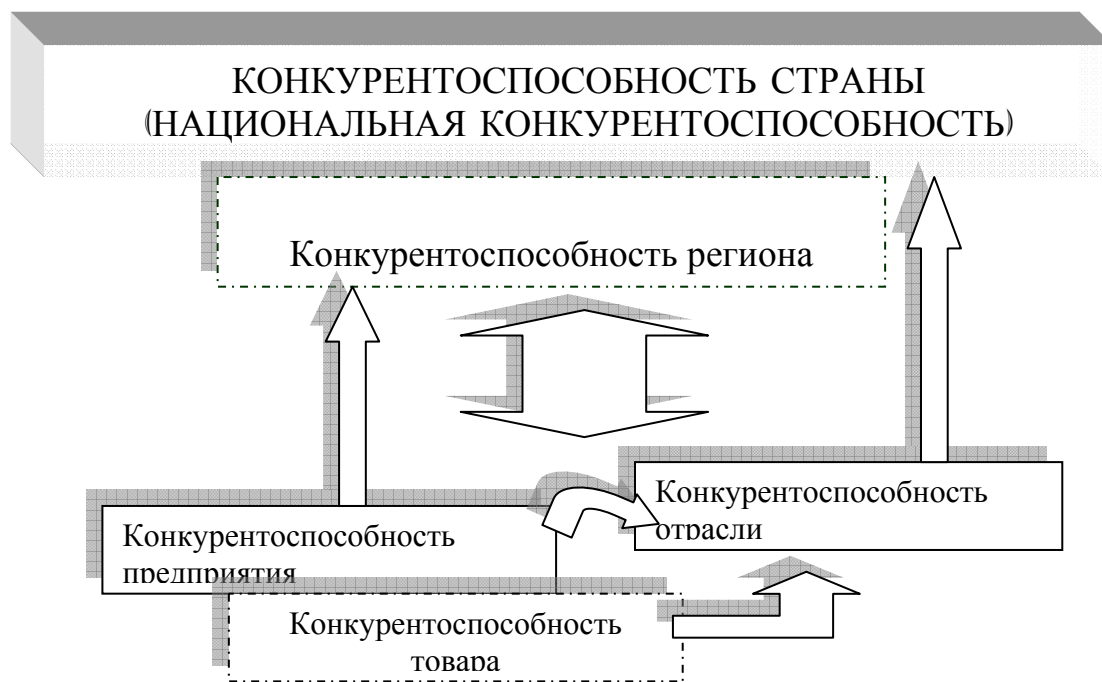 КОНКУРЕНТОСПОСОБНОСТЬ СТРАНЫ
(НАЦИОНАЛЬНАЯ КОНКУРЕНТОСПОСОБНОСТЬ)
Конкурентоспособность региона
Конкурентоспособность
отрасли
Конкурентоспособность
предприятия
Конкурентоспособность
товара